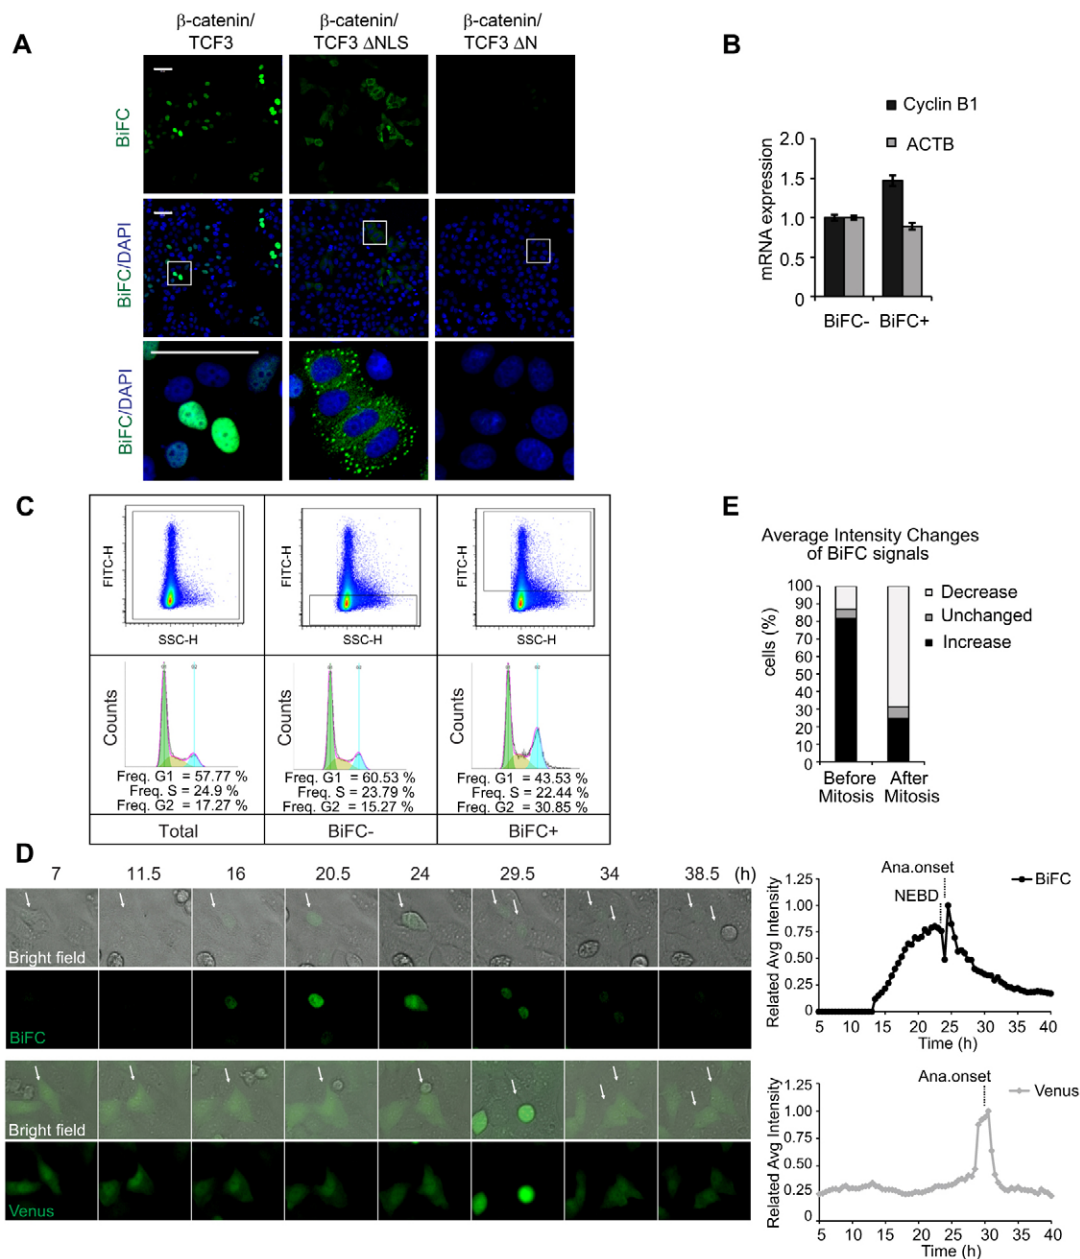 A
β-catenin/
TCF3
β-catenin/
TCF3 ΔNLS
β-catenin/
TCF3 ΔN
BiFC
BiFC/DAPI
BiFC/DAPI
B
Cyclin B1
ACTB
mRNA expression
2.0
1.5
1.0
0.5
0
BiFC- BiFC+
C
FITC-H
SSC-H
FITC-H
SSC-H
FITC-H
SSC-H
Counts
Freq. G1 = 57.77 %
Freq. S = 24.9 %
Freq. G2 = 17.27 %
Counts
Freq. G1 = 60.53 %
Freq. S = 23.79 %
Freq. G2 = 15.27 %
Counts
Freq. G1 = 43.53 %
Freq. S = 22.44 %
Freq. G2 = 30.85 %
Total
BiFC-
BiFC+
E
Average Intensity Changes
of BiFC signals
cells (%)
100
90
80
70
60
50
40
30
20
10
0
Decrease
Unchanged
Increase
Before
Mitosis
After
Mitosis
D
7 11.5 16 20.5 24 29.5 34 38.5 (h)
Bright field
BiFC
Bright field
Venus
Related Avg Intensity
1.25
1.00
0.75
0.50
0.25
0
Ana.onset
NEBD
BiFC
5 10 15 20 25 30 35 40
Time (h)
Related Avg Intensity
1.25
1.00
0.75
0.50
0.25
0
Ana.onset
Venus
5 10 15 20 25 30 35 40
Time (h)